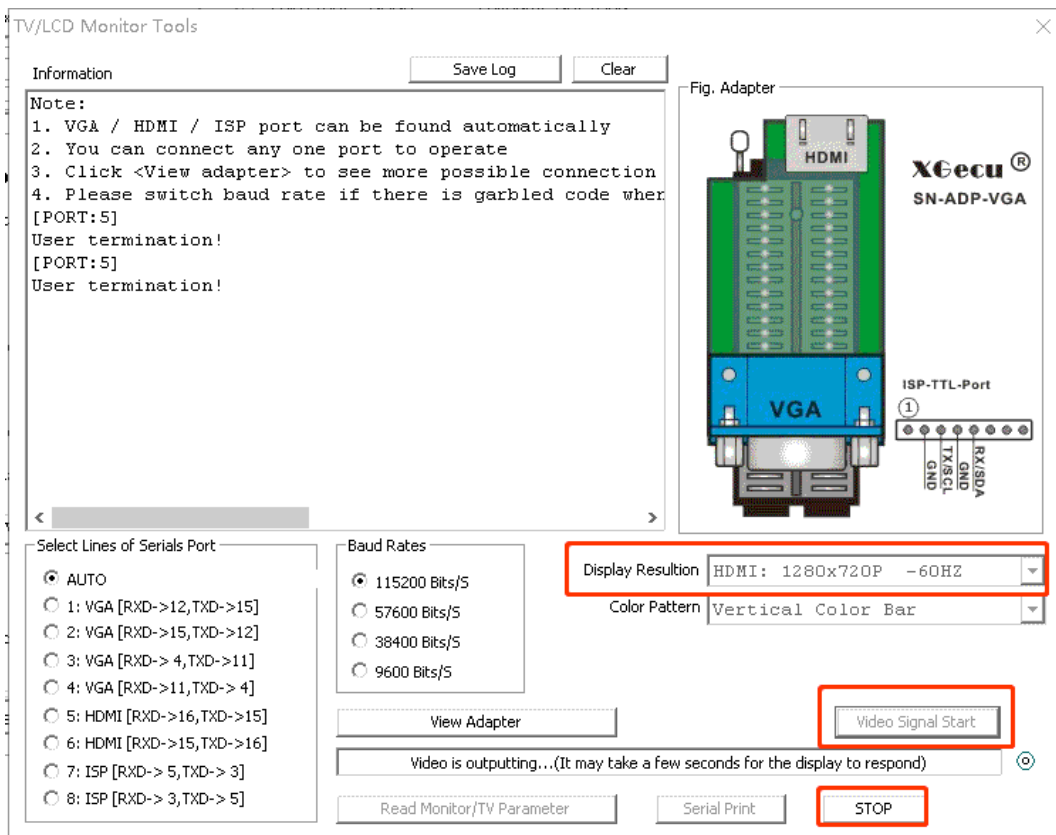 TV/LCD Monitor Tools
Information
Save Log
Clear
Note:
1. VGA / HDMI / ISP port can be found automatically
2. You can connect any one port to operate
3. Click <View adapter> to see more possible connection
4. Please switch baud rate if there is garbled code wher
[PORT:5]
User termination!
[PORT:5]
User termination!
Fig. Adapter
HDMI
XGecu ®
SN-ADP-VGA
VGA
ISP-TTL-Port
1
GND
TX/SCL
GND
RX/SDA
Select Lines of Serials Port
AUTO
1: VGA [RXD->12,TXD->15]
2: VGA [RXD->15,TXD->12]
3: VGA [RXD-> 4,TXD->11]
4: VGA [RXD->11,TXD-> 4]
5: HDMI [RXD->16,TXD->15]
6: HDMI [RXD->15,TXD->16]
7: ISP [RXD-> 5,TXD-> 3]
8: ISP [RXD-> 3,TXD-> 5]
Baud Rates
115200 Bits/S
57600 Bits/S
38400 Bits/S
9600 Bits/S
Display Resultion
HDMI: 1280x720P -60HZ
Color Pattern
Vertical Color Bar
View Adapter
Video Signal Start
Video is outputting...(It may take a few seconds for the display to respond)
Read Monitor/TV Parameter
Serial Print
STOP